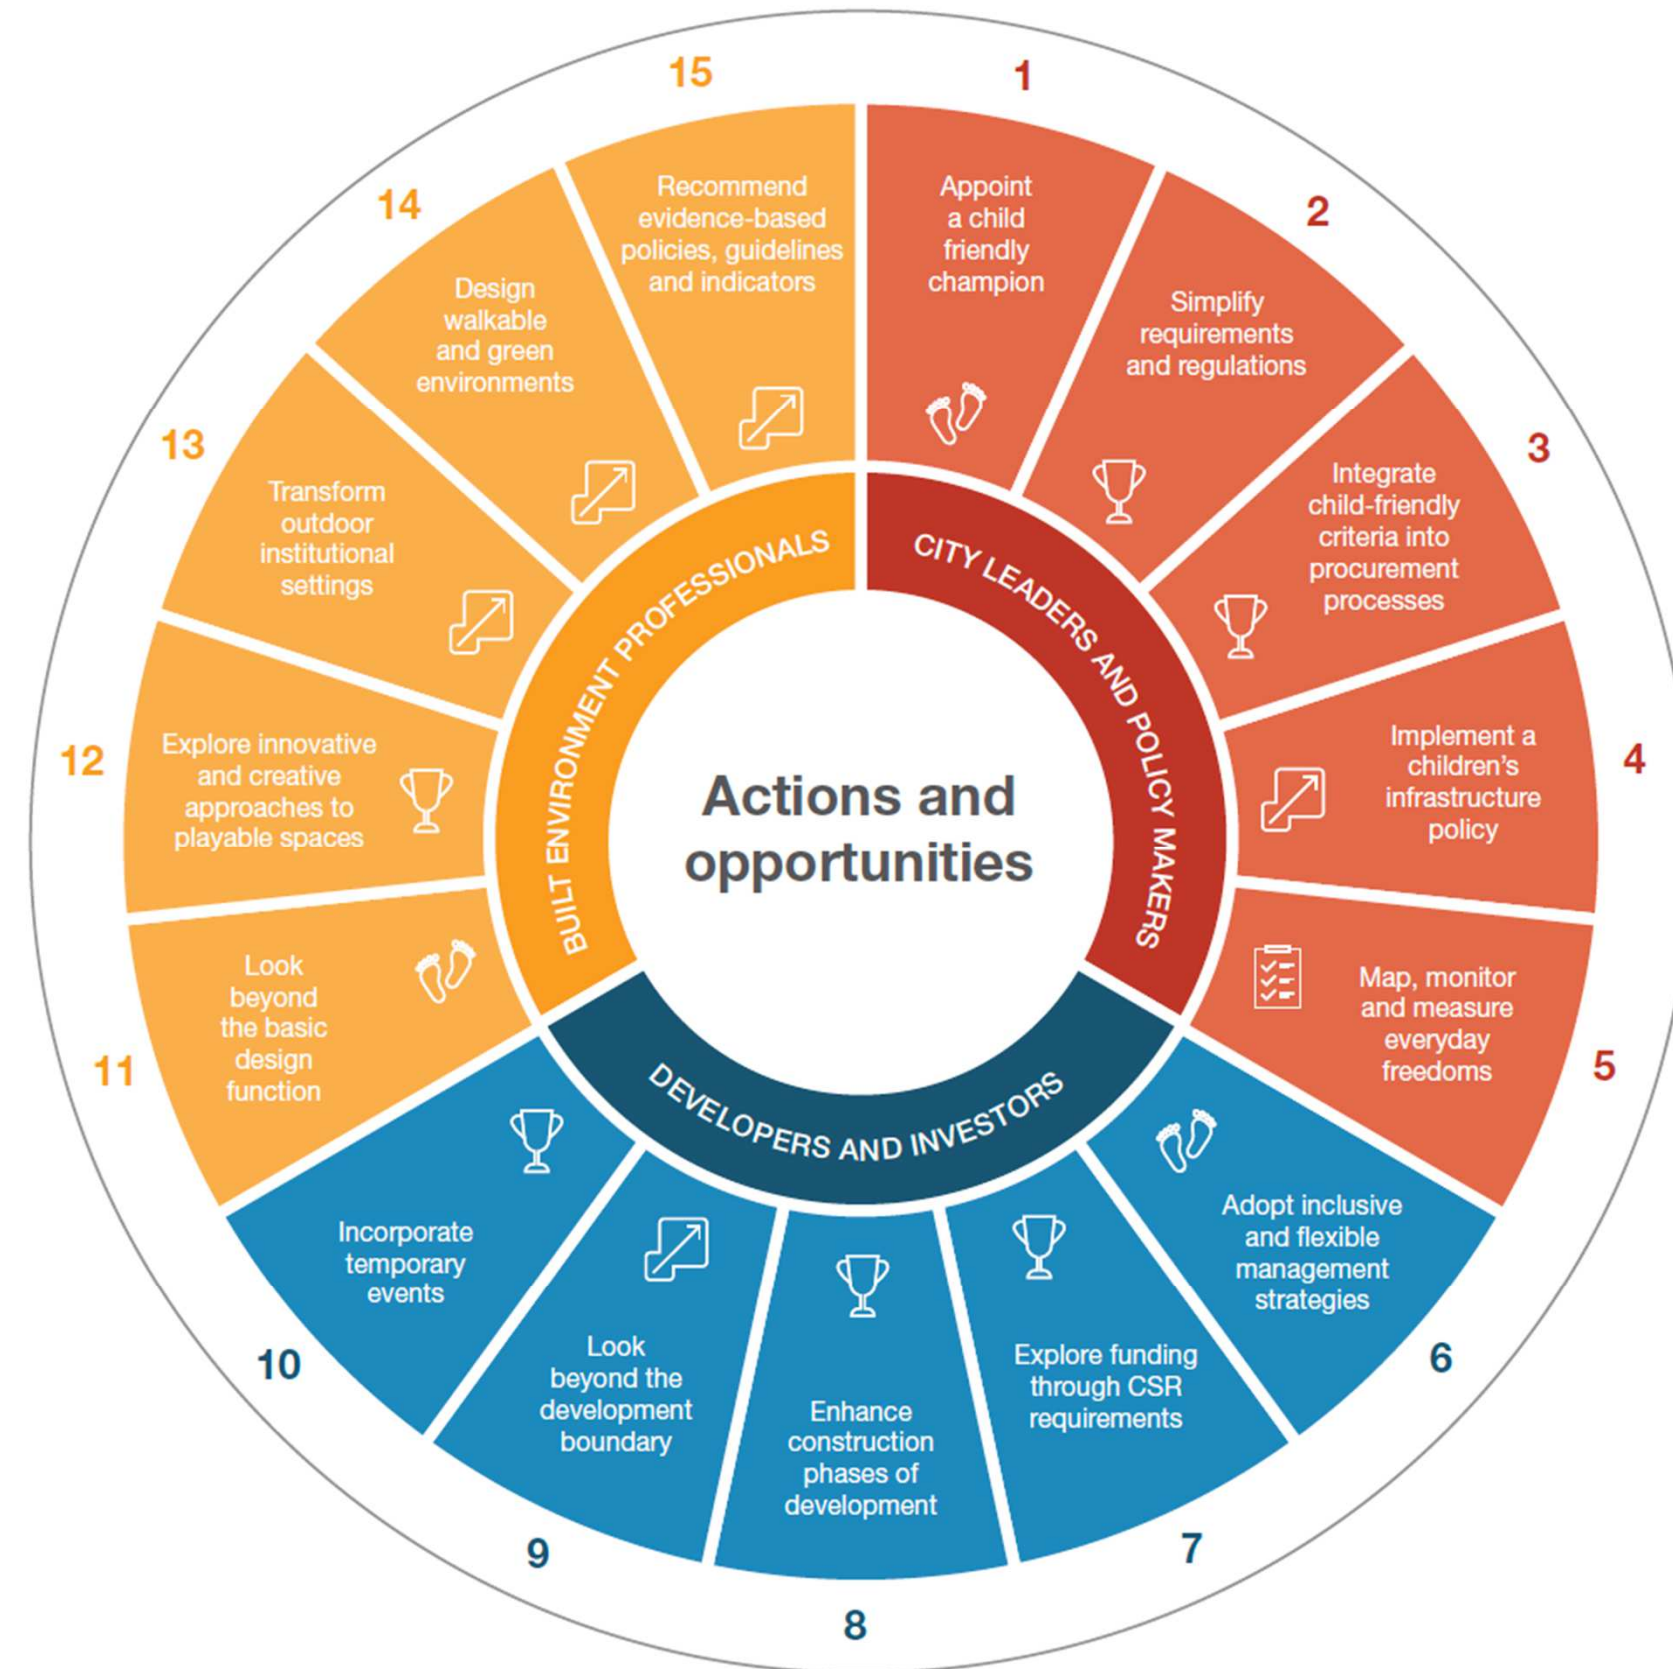 Actions and
opportunities
CITY LEADERS AND POLICY MAKERS
1
Appoint
a child
friendly
champion
2
Simplify
requirements
and regulations
3
Integrate
child-friendly
criteria into
procurement
processes
4
Implement a
children's
infrastructure
policy
5
Map, monitor
and measure
everyday
freedoms
DEVELOPERS AND INVESTORS
6
Adopt inclusive
and flexible
management
strategies
7
Explore funding
through CSR
requirements
8
Enhance
construction
phases of
development
9
Look
beyond the
development
boundary
10
Incorporate
temporary
events
BUILT ENVIRONMENT PROFESSIONALS
11
Look
beyond
the basic
design
function
12
Explore innovative
and creative
approaches to
playable spaces
13
Transform
outdoor
institutional
settings
14
Design
walkable
and green
environments
15
Recommend
evidence-based
policies, guidelines
and indicators